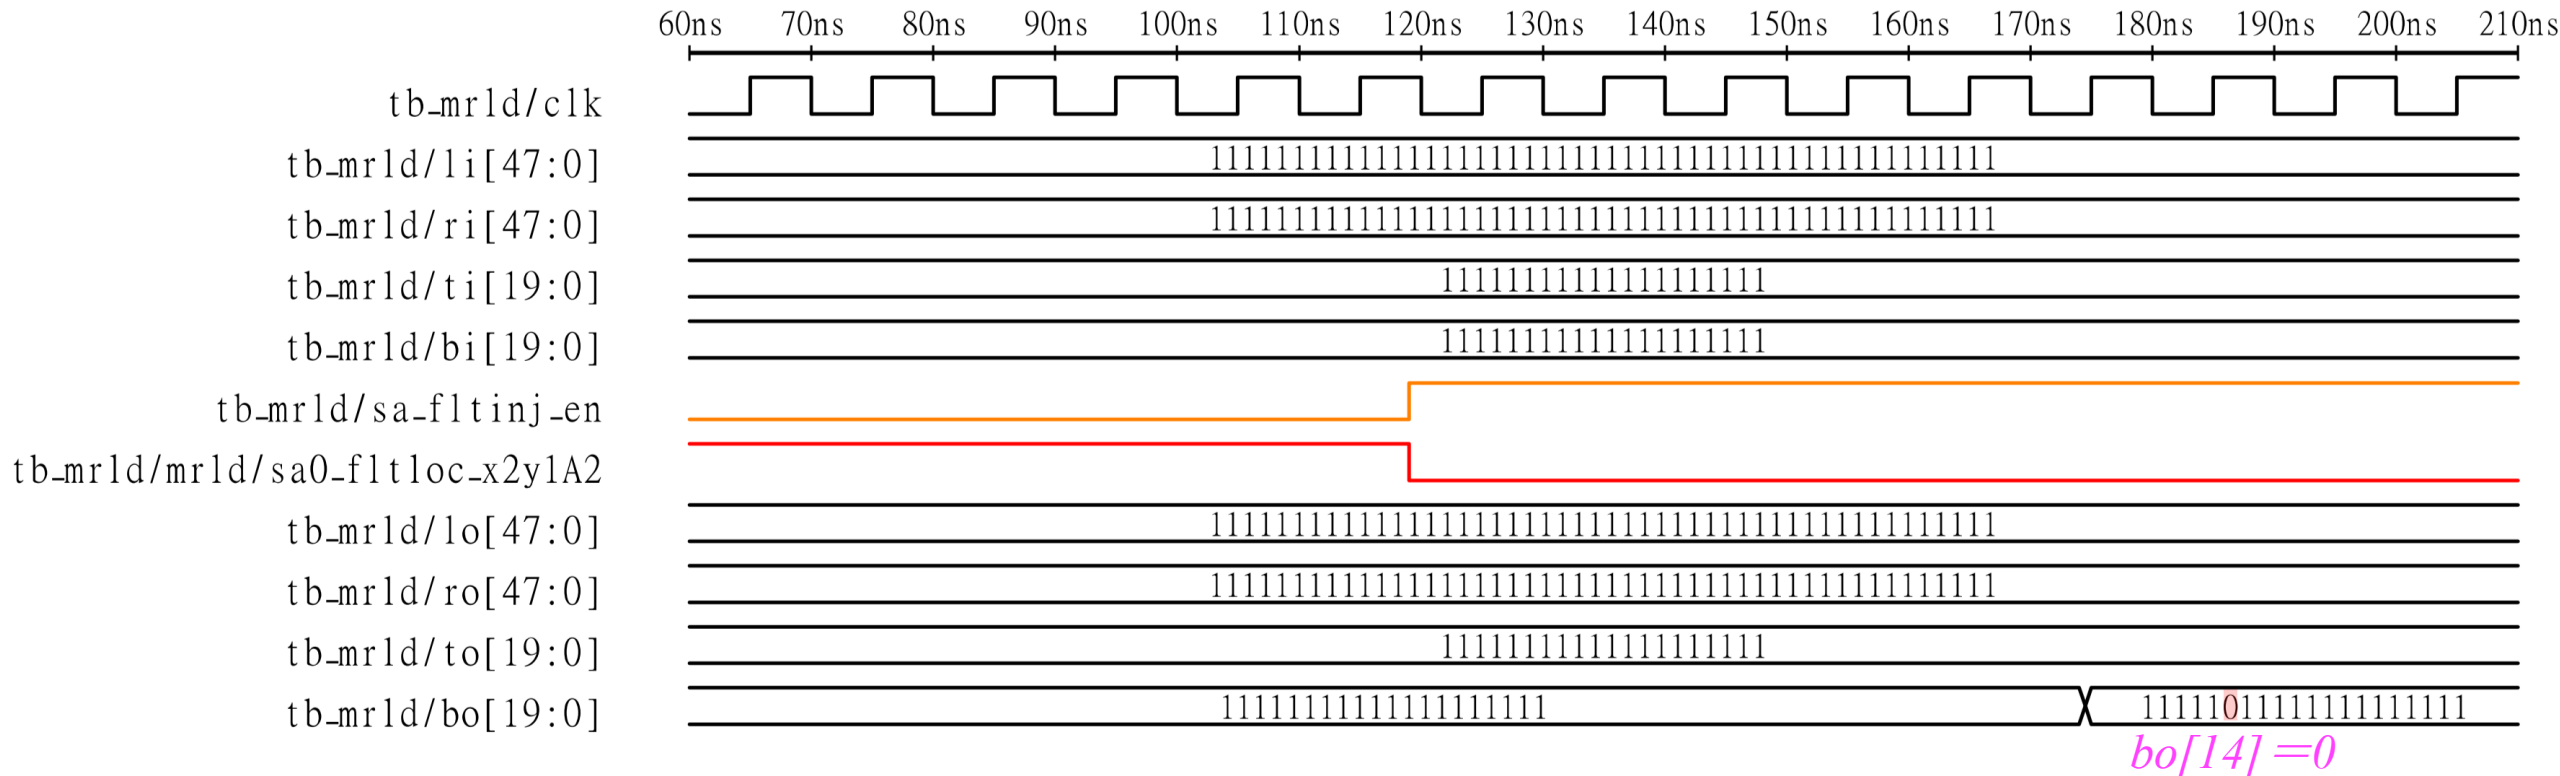 60ns 70ns 80ns 90ns 100ns 110ns 120ns 130ns 140ns 150ns 160ns 170ns 180ns 190ns 200ns 210ns
tb_mrld/clk
tb_mrld/li[47:0] 111111111111111111111111111111111111111111111111
tb_mrld/ri[47:0] 111111111111111111111111111111111111111111111111
tb_mrld/ti[19:0] 11111111111111111111
tb_mrld/bi[19:0] 11111111111111111111
tb_mrld/sa_fltinj_en
tb_mrld/mrld/sa0_fltloc_x2y1A2
tb_mrld/lo[47:0] 111111111111111111111111111111111111111111111111
tb_mrld/ro[47:0] 111111111111111111111111111111111111111111111111
tb_mrld/to[19:0] 11111111111111111111
tb_mrld/bo[19:0] 11111111111111111111 11111011111111111111
bo[14]=0